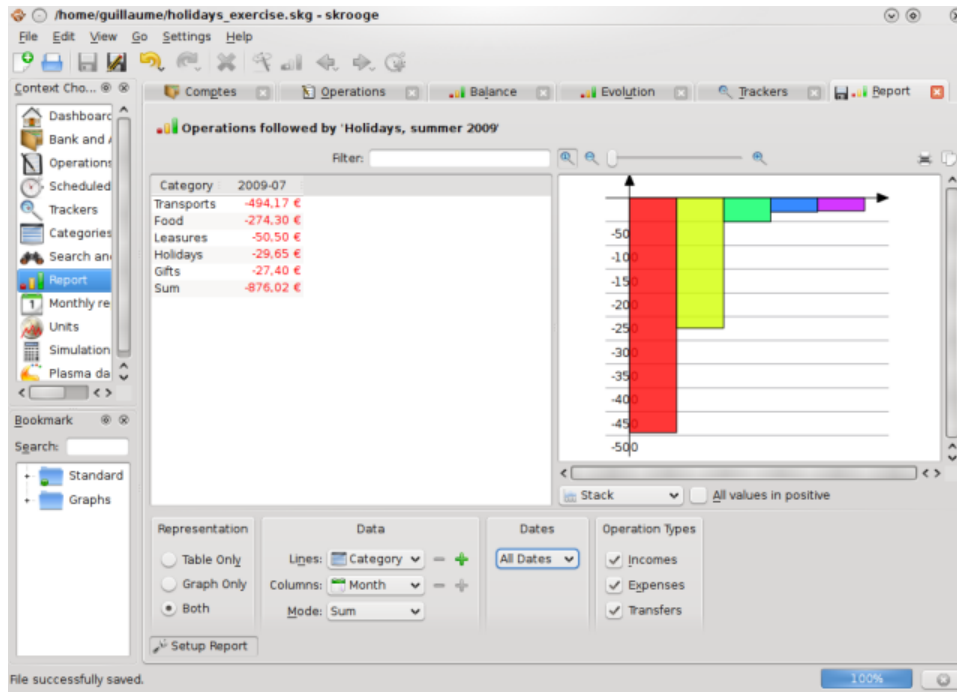 /home/guillaume/holidays_exercise.skg - skrooge
File Edit View Go Settings Help
Context Cho...
Dashboard
Bank and A
Operations
Scheduled
Trackers
Categories
Search an
Report
Monthly re
Units
Simulation
Plasma da
Bookmark
Search:
Standard
Graphs
Comptes Operations Balance Evolution Trackers Report
Operations followed by 'Holidays, summer 2009'
Filter:
Category 2009-07
Transports -494,17 €
Food -274,30 €
Leasures -50,50 €
Holidays -29,65 €
Gifts -27,40 €
Sum -876,02 €
-50
-100
-150
-200
-250
-300
-350
-400
-450
-500
Stack All values in positive
Representation
Table Only
Graph Only
Both
Data
Lines: Category
Columns: Month
Mode: Sum
Dates
All Dates
Operation Types
Incomes
Expenses
Transfers
Setup Report
File successfully saved.
100%